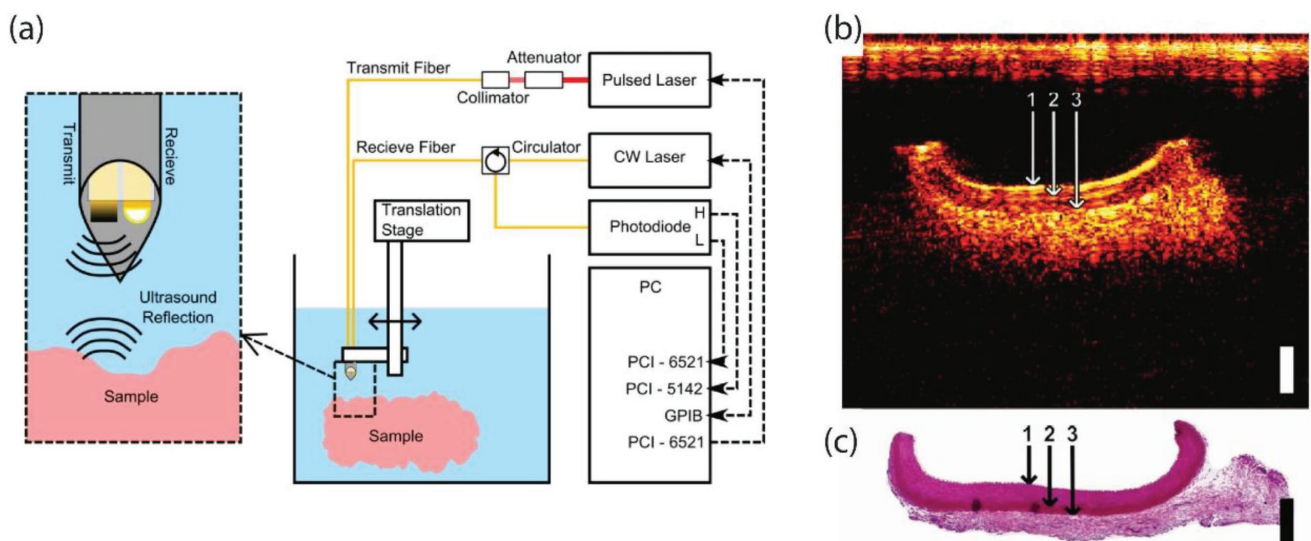 (a)
Transmit
Recieve
Ultrasound
Reflection
Sample
Transmit Fiber
Attenuator
Collimator
Pulsed Laser
Recieve Fiber
Circulator
CW Laser
Translation
Stage
Photodiode
H
L
PC
PCI - 6521
PCI - 5142
GPIB
PCI - 6521
Sample
(b)
1 2 3
(c)
1 2 3